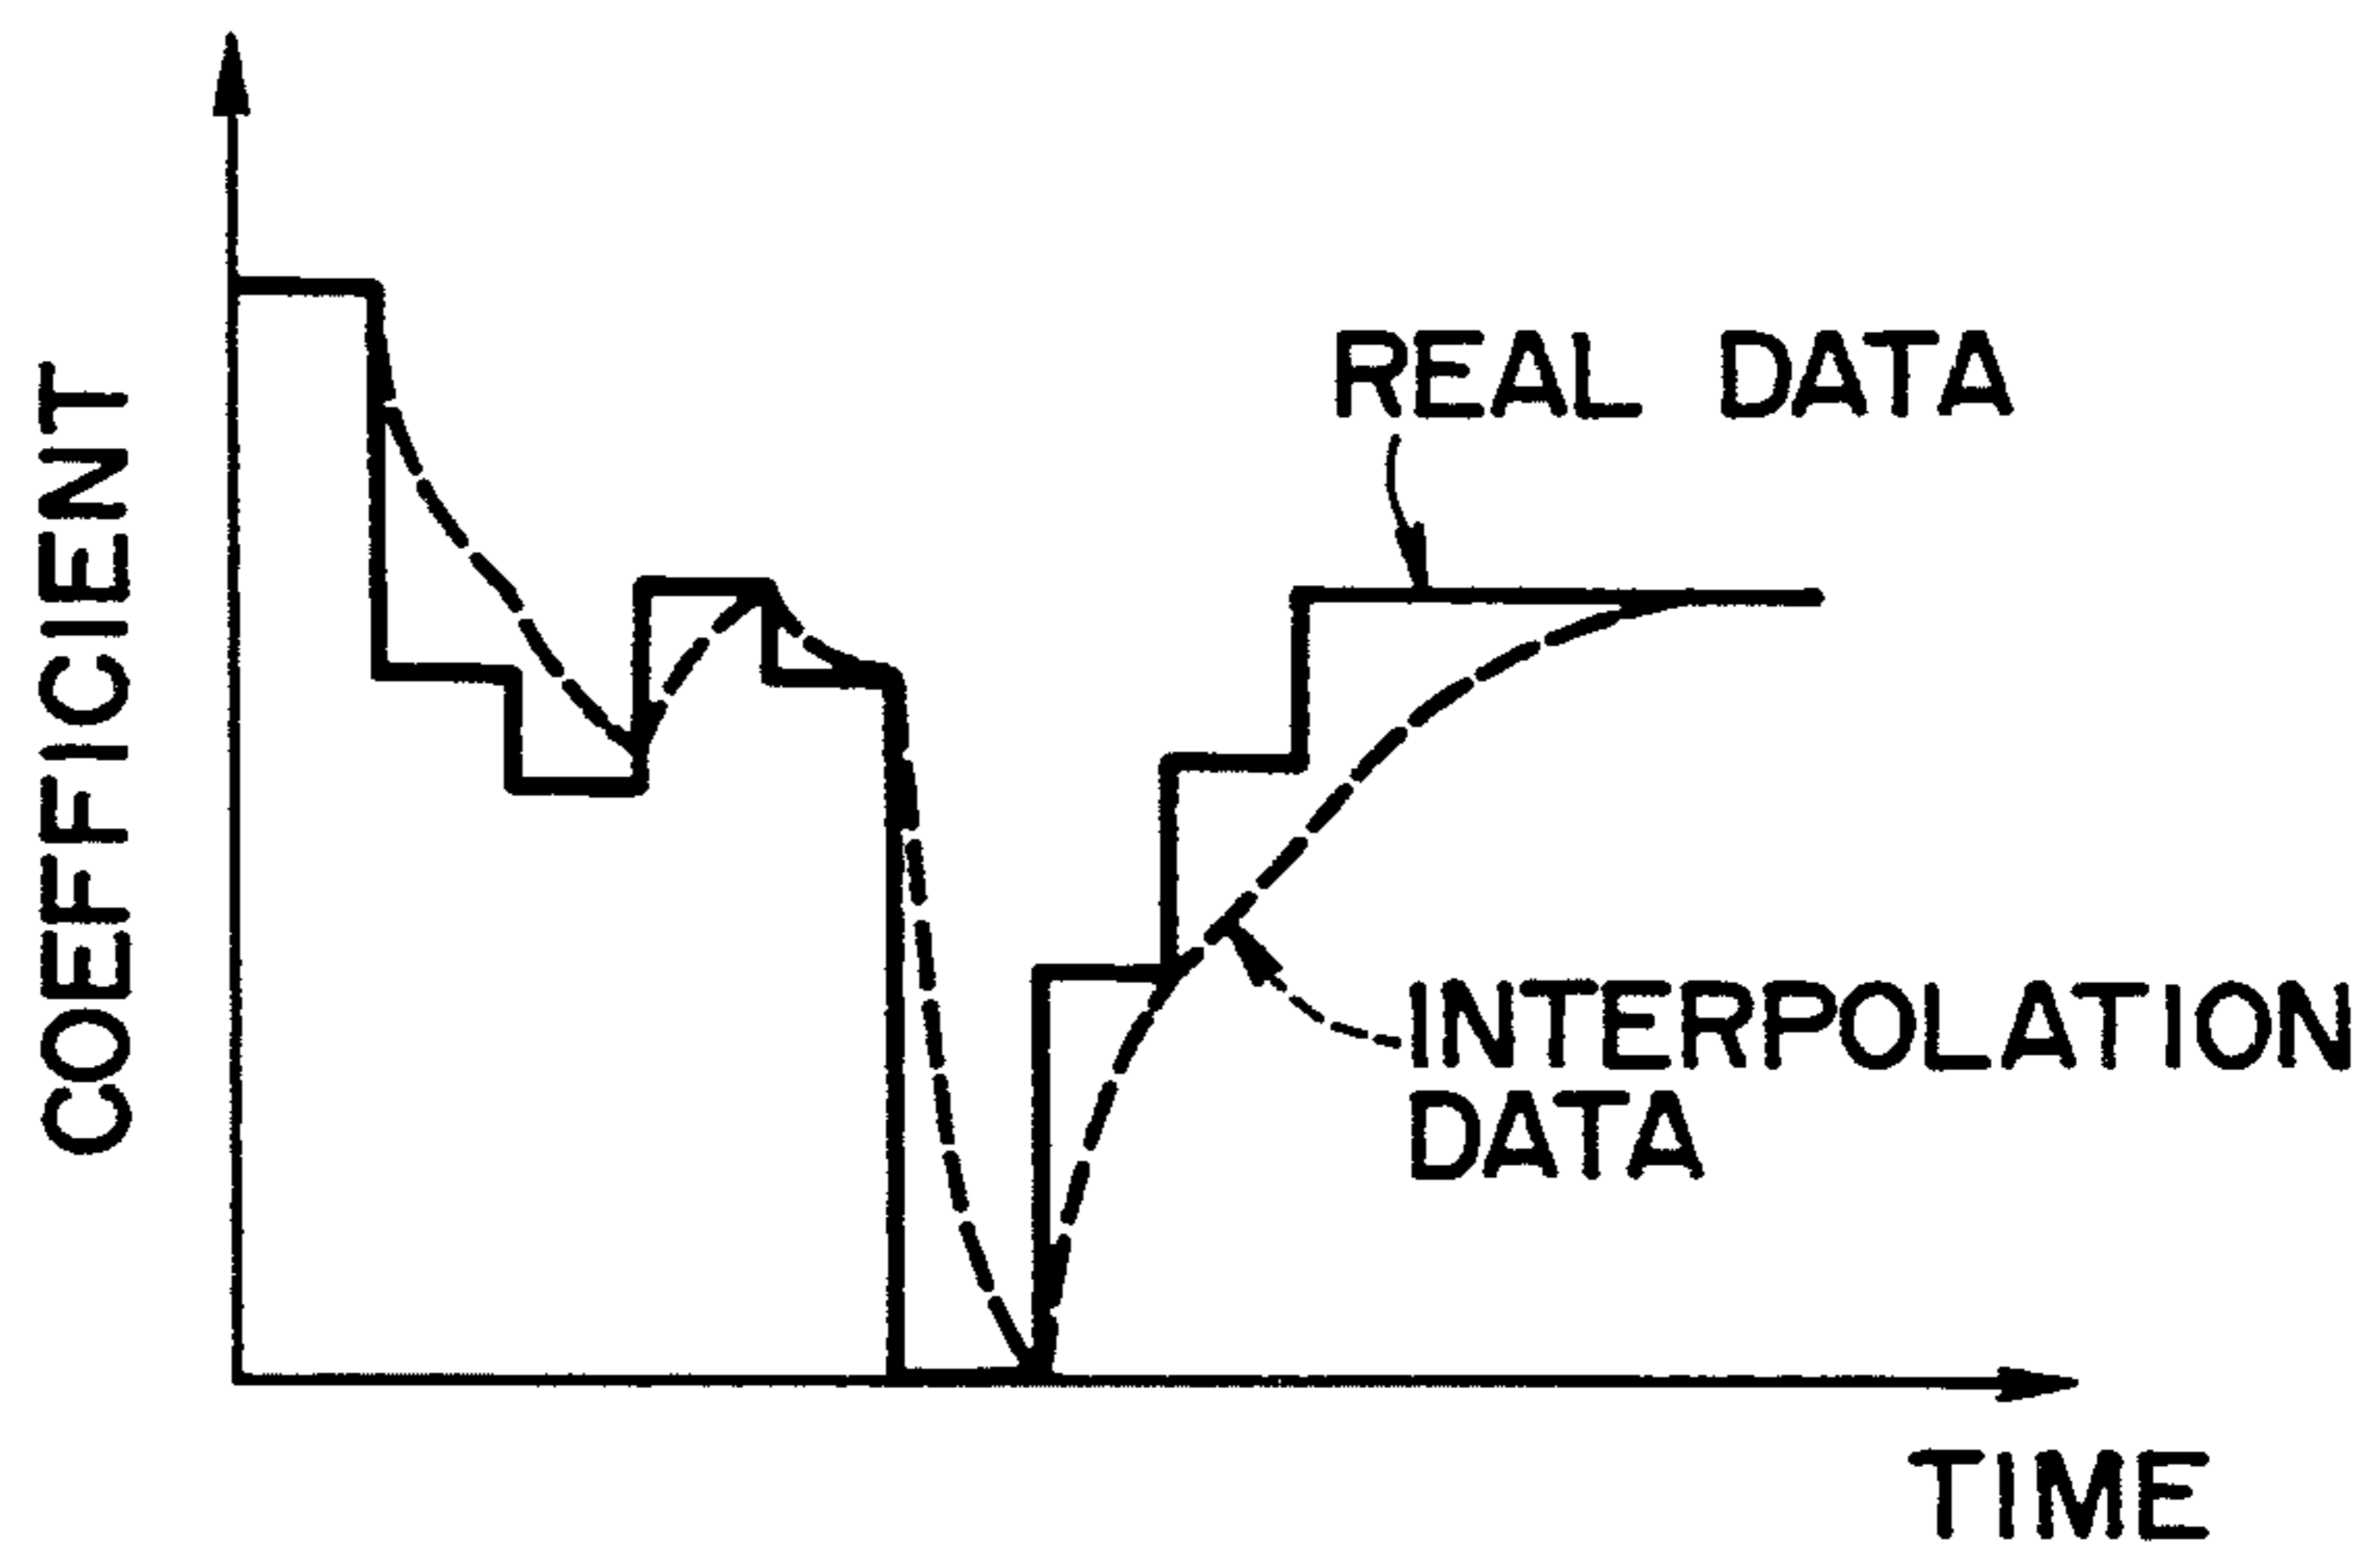 COEFFICIENT
REAL DATA
INTERPOLATION
DATA
TIME